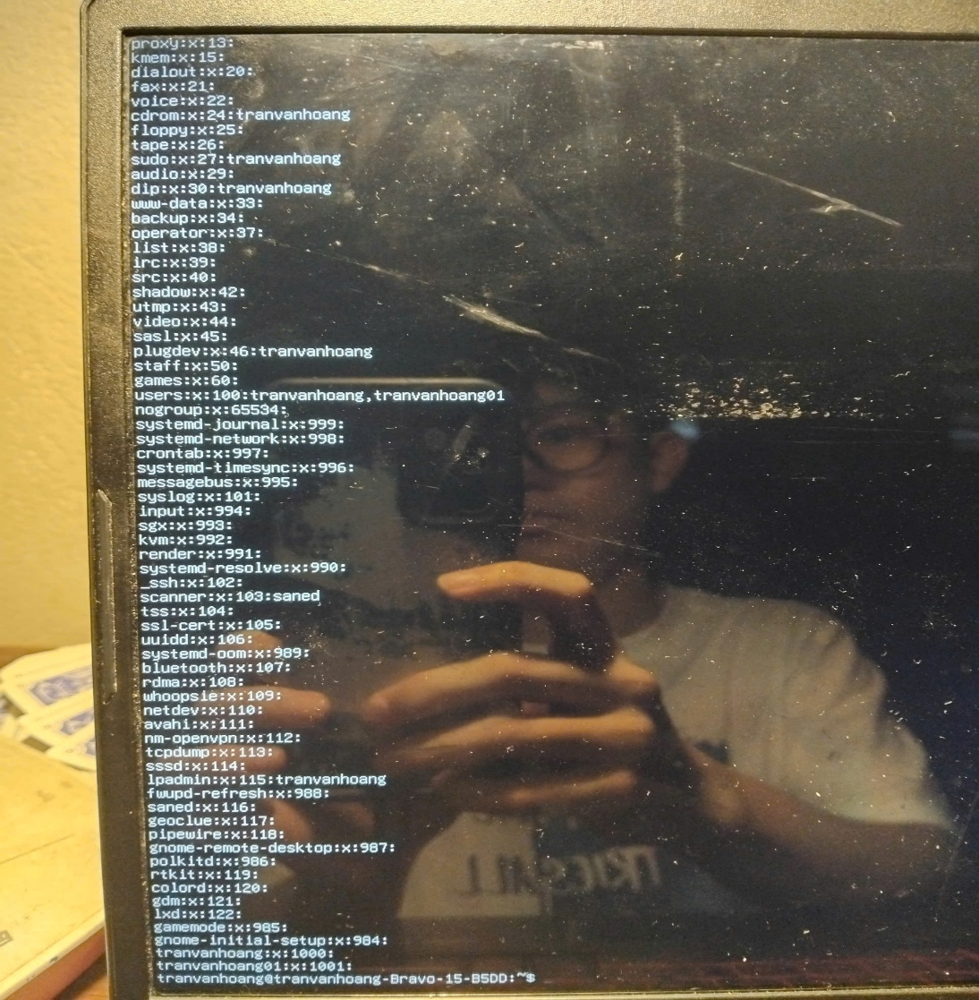 proxy:x:13:
kmem:x:15:
dialout:x:20:
fax:x:21:
voice:x:22:
cdrom:x:24:tranvanhoang
floppy:x:25:
tape:x:26:
sudo:x:27:tranvanhoang
audio:x:29:
dip:x:30:tranvanhoang
www-data:x:33:
backup:x:34:
operator:x:37:
list:x:38:
irc:x:39:
src:x:40:
shadow:x:42:
utmp:x:43:
video:x:44:
sasl:x:45:
plugdev:x:46:tranvanhoang
staff:x:50:
games:x:60:
users:x:100:tranvanhoang,tranvanhoang01
nogroup:x:65534:
systemd-journal:x:999:
systemd-network:x:998:
crontab:x:997:
systemd-timesync:x:996:
messagebus:x:995:
syslog:x:101:
input:x:994:
sgx:x:993:
kvm:x:992:
render:x:991:
systemd-resolve:x:990:
_ssh:x:102:
scanner:x:103:saned
tss:x:104:
ssl-cert:x:105:
uuidd:x:106:
systemd-oom:x:989:
bluetooth:x:107:
rdma:x:108:
whoopsie:x:109:
netdev:x:110:
avahi:x:111:
nm-openvpn:x:112:
tcpdump:x:113:
sssd:x:114:
lpadmin:x:115:tranvanhoang
fwupd-refresh:x:988:
saned:x:116:
geoclue:x:117:
pipewire:x:118:
gnome-remote-desktop:x:987:
polkitd:x:986:
rtkit:x:119:
colord:x:120:
gdm:x:121:
lxd:x:122:
gamemode:x:985:
gnome-initial-setup:x:984:
tranvanhoang:x:1000:
tranvanhoang01:x:1001:
tranvanhoang@tranvanhoang-Bravo-15-B5DD:~$